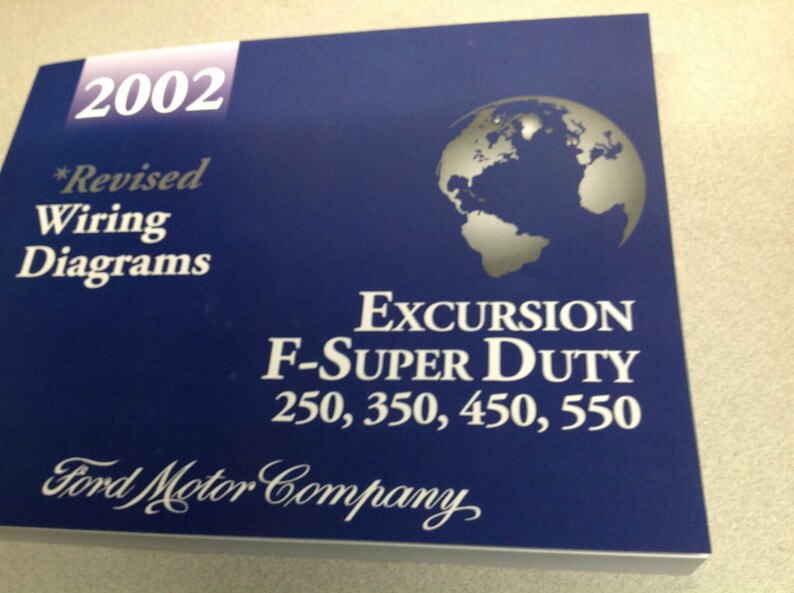 2002
*Revised
Wiring
Diagrams
EXCURSION
F-SUPER DUTY
250, 350, 450, 550
Ford Motor Company